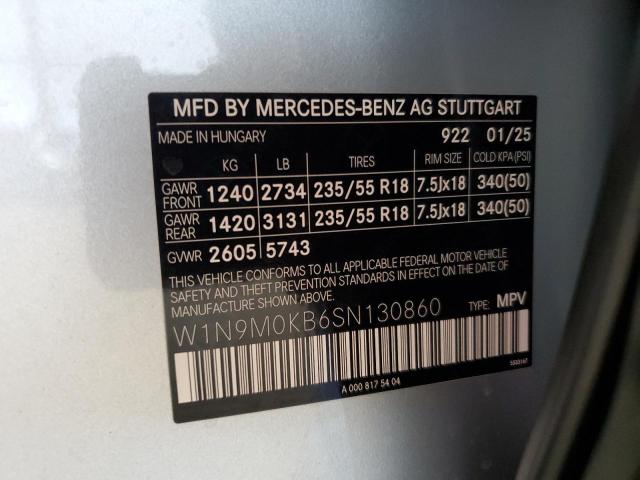 MFD BY MERCEDES-BENZ AG STUTTGART
MADE IN HUNGARY 922 01/25
KG LB TIRES RIM SIZE COLD KPA(PSI)
GAWR FRONT 1240 2734 235/55 R18 7.5Jx18 340(50)
GAWR REAR 1420 3131 235/55 R18 7.5Jx18 340(50)
GVWR 2605 5743
THIS VEHICLE CONFORMS TO ALL APPLICABLE FEDERAL MOTOR VEHICLE
SAFETY AND THEFT PREVENTION STANDARDS IN EFFECT ON THE DATE OF
MANUFACTURE SHOWN ABOVE.
W1N9M0KB6SN130860 TYPE: MPV
A 000 817 54 04